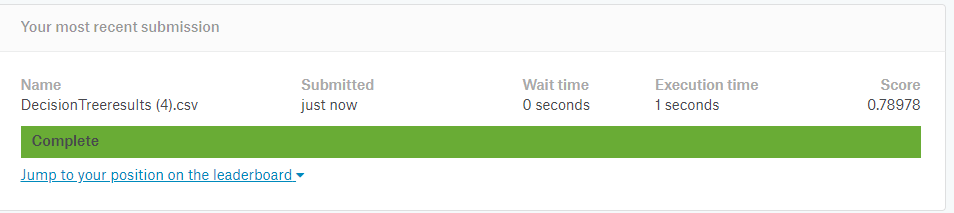 Your most recent submission
Name Submitted Wait time Execution time Score
DecisionTreeresults (4).csv just now 0 seconds 1 seconds 0.78978
Complete
Jump to your position on the leaderboard